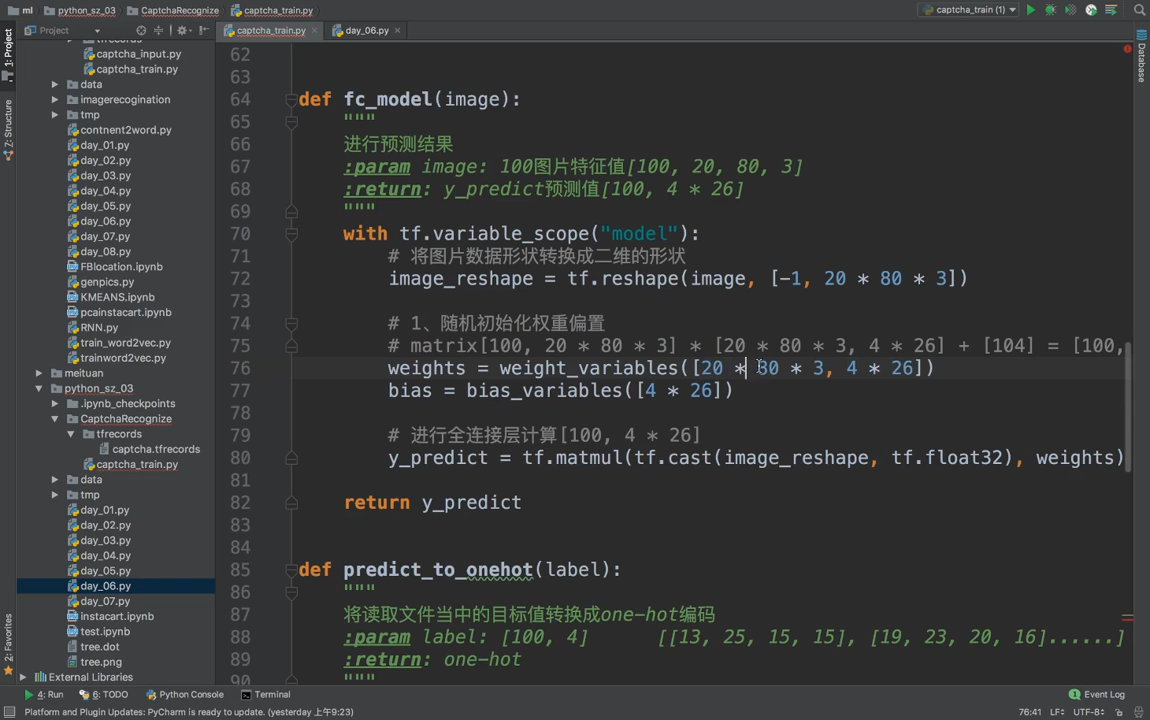 ml
python_sz_03
CaptchaRecognize
captcha_train.py
captcha_train (1)
Project
captcha_train.py
day_06.py
1: Project
Z: Structure
2: Favorites
Database
tfrecords
captcha_input.py
captcha_train.py
data
imagerecogination
tmp
contnent2word.py
day_01.py
day_02.py
day_03.py
day_04.py
day_05.py
day_06.py
day_07.py
day_08.py
FBlocation.ipynb
genpics.py
KMEANS.ipynb
pcainstacart.ipynb
RNN.py
train_word2vec.py
trainword2vec.py
meituan
python_sz_03
.ipynb_checkpoints
CaptchaRecognize
tfrecords
captcha.tfrecords
captcha_train.py
data
tmp
day_01.py
day_02.py
day_03.py
day_04.py
day_05.py
day_06.py
day_07.py
instacart.ipynb
test.ipynb
tree.dot
tree.png
External Libraries
62
63
64 def fc_model(image):
65 """
66 进行预测结果
67 :param image: 100图片特征值[100, 20, 80, 3]
68 :return: y_predict预测值[100, 4 * 26]
69 """
70 with tf.variable_scope("model"):
71 # 将图片数据形状转换成二维的形状
72 image_reshape = tf.reshape(image, [-1, 20 * 80 * 3])
73
74 # 1、随机初始化权重偏置
75 # matrix[100, 20 * 80 * 3] * [20 * 80 * 3, 4 * 26] + [104] = [100,
76 weights = weight_variables([20 * 80 * 3, 4 * 26])
77 bias = bias_variables([4 * 26])
78
79 # 进行全连接层计算[100, 4 * 26]
80 y_predict = tf.matmul(tf.cast(image_reshape, tf.float32), weights)
81
82 return y_predict
83
84
85 def predict_to_onehot(label):
86 """
87 将读取文件当中的目标值转换成one-hot编码
88 :param label: [100, 4] [[13, 25, 15, 15], [19, 23, 20, 16]......]
89 :return: one-hot
90 """
4: Run
6: TODO
Python Console
Terminal
1 Event Log
Platform and Plugin Updates: PyCharm is ready to update. (yesterday 上午9:23)
76:41 LF÷ UTF-8÷